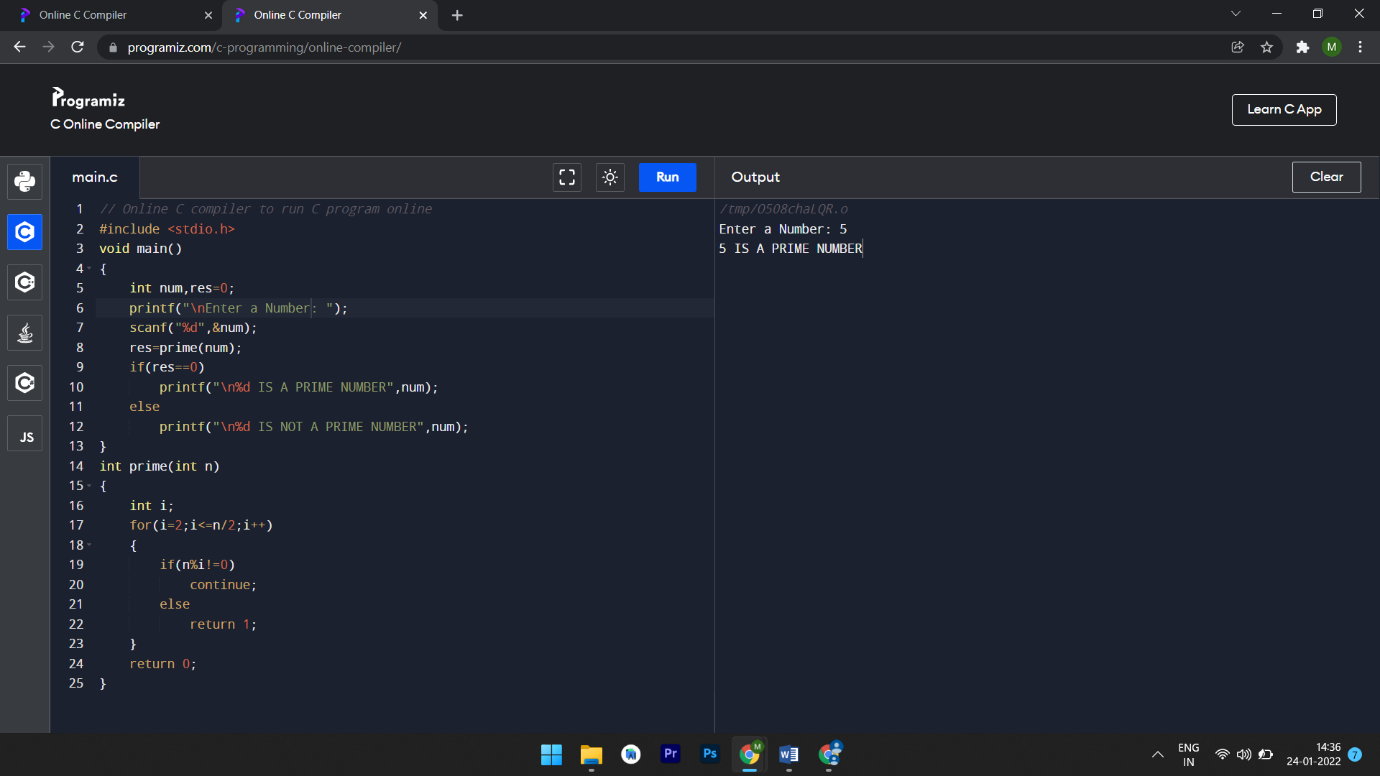 Online C Compiler
Online C Compiler
programiz.com/c-programming/online-compiler/
M
Programiz
C Online Compiler
Learn C App
main.c
Run
Output
Clear
1 // Online C compiler to run C program online
2 #include <stdio.h>
3 void main()
4 {
5     int num,res=0;
6     printf("\nEnter a Number: ");
7     scanf("%d",&num);
8     res=prime(num);
9     if(res==0)
10         printf("\n%d IS A PRIME NUMBER",num);
11     else
12         printf("\n%d IS NOT A PRIME NUMBER",num);
13 }
14 int prime(int n)
15 {
16     int i;
17     for(i=2;i<=n/2;i++)
18     {
19         if(n%i!=0)
20             continue;
21         else
22             return 1;
23     }
24     return 0;
25 }
/tmp/O508chaLQR.o
Enter a Number: 5
5 IS A PRIME NUMBER
JS
Pr
Ps
M
W
ENG
IN
14:36
24-01-2022
7